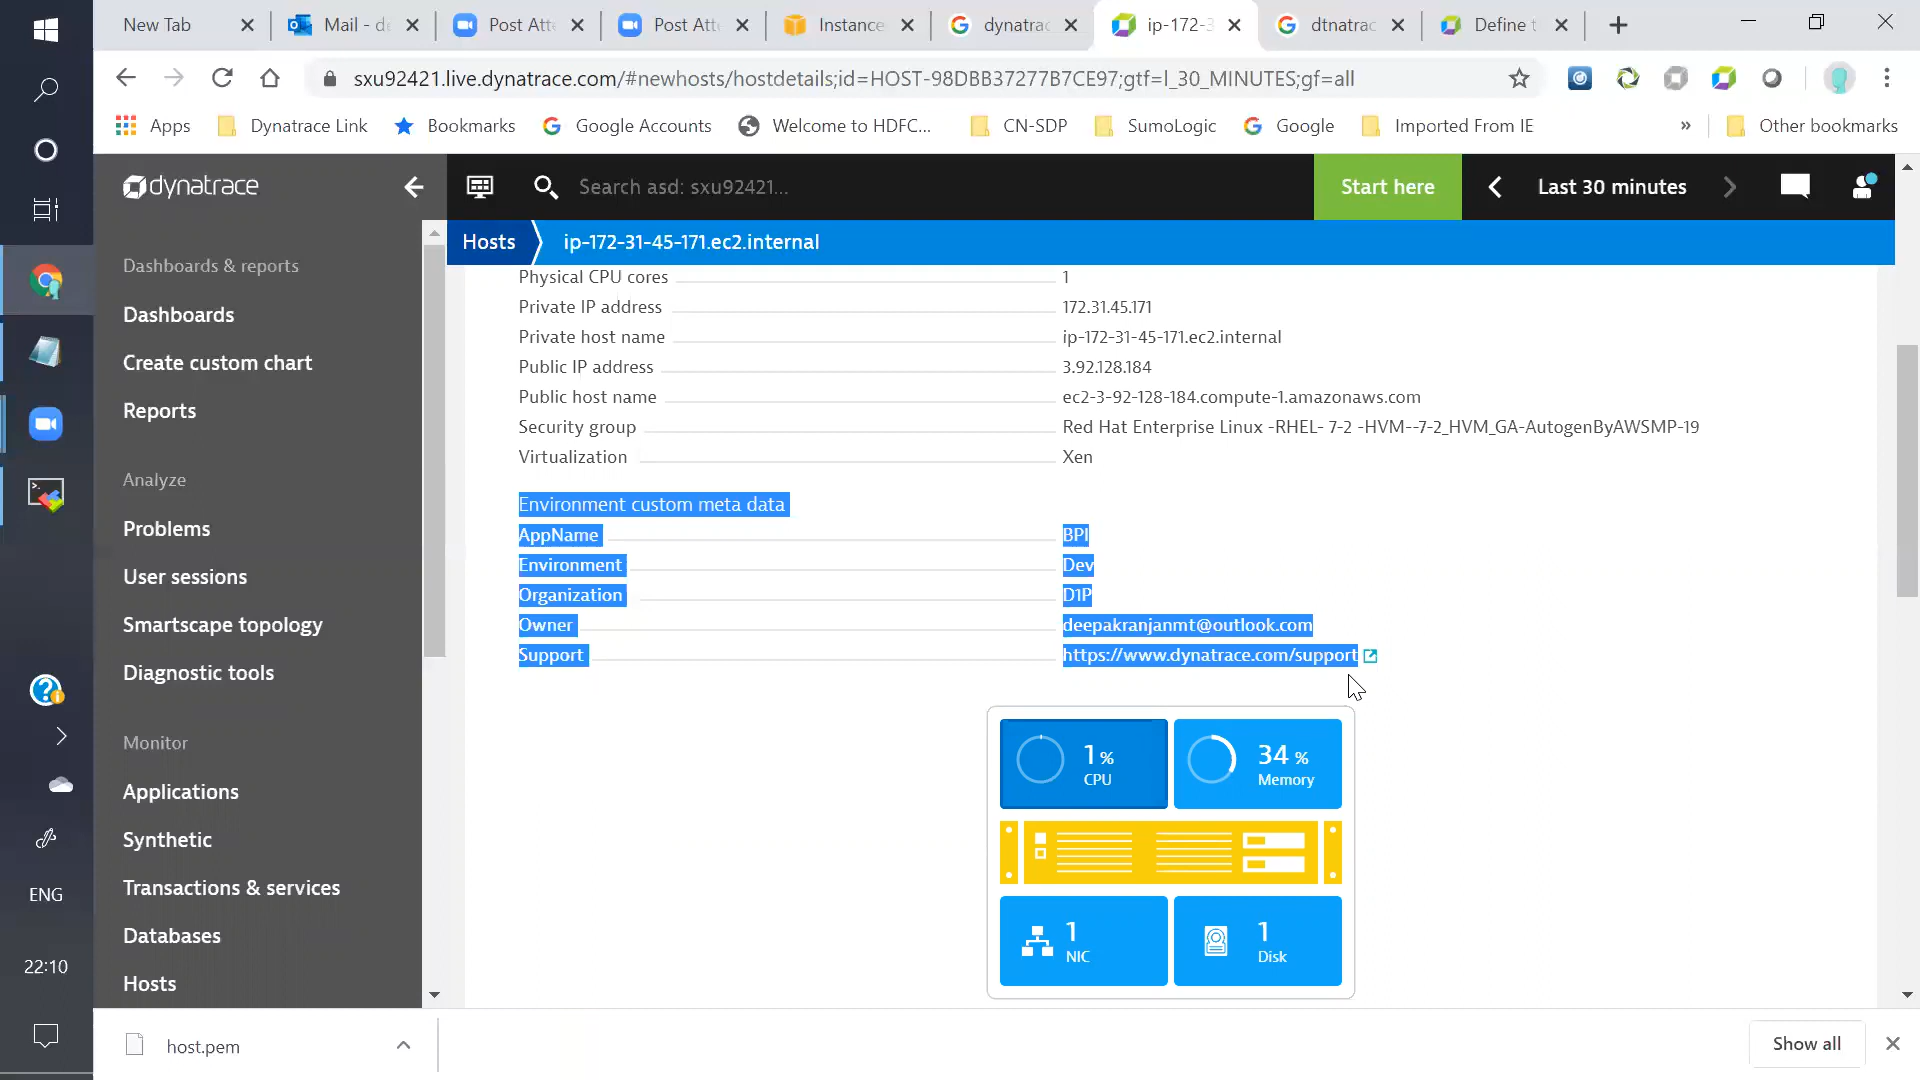 New Tab
Mail - d
Post Att
Post Att
Instance
dynatrac
ip-172-3
dtnatrac
Define t
sxu92421.live.dynatrace.com/#newhosts/hostdetails;id=HOST-98DBB37277B7CE97;gtf=l_30_MINUTES;gf=all
Apps
Dynatrace Link
Bookmarks
Google Accounts
Welcome to HDFC...
CN-SDP
SumoLogic
Google
Imported From IE
»
Other bookmarks
dynatrace
Search asd: sxu92421...
Start here
Last 30 minutes
Hosts
ip-172-31-45-171.ec2.internal
Dashboards & reports
Dashboards
Create custom chart
Reports
Analyze
Problems
User sessions
Smartscape topology
Diagnostic tools
Monitor
Applications
Synthetic
Transactions & services
Databases
Hosts
Physical CPU cores 1
Private IP address 172.31.45.171
Private host name ip-172-31-45-171.ec2.internal
Public IP address 3.92.128.184
Public host name ec2-3-92-128-184.compute-1.amazonaws.com
Security group Red Hat Enterprise Linux -RHEL- 7-2 -HVM--7-2_HVM_GA-AutogenByAWSMP-19
Virtualization Xen
Environment custom meta data
AppName BPI
Environment Dev
Organization D1P
Owner deepakranjanmt@outlook.com
Support https://www.dynatrace.com/support
1 %
CPU
34 %
Memory
1
NIC
1
Disk
ENG
22:10
host.pem
Show all